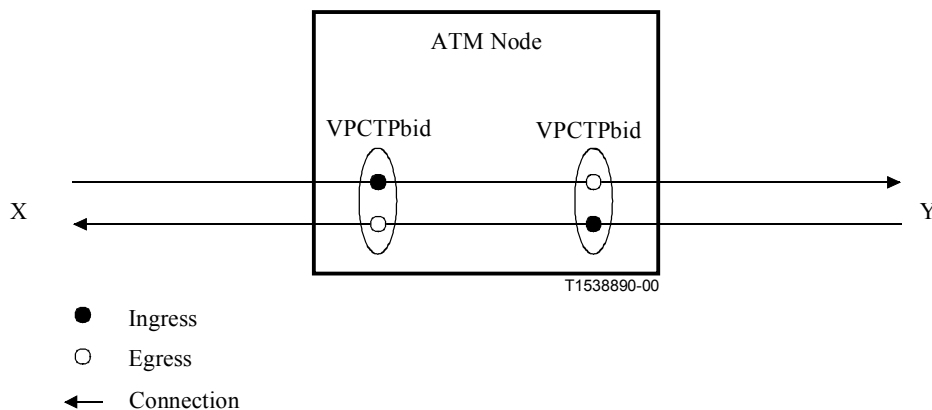 ATM Node
VPCTPbid
VPCTPbid
X
Y
T1538890-00
Ingress
Egress
Connection